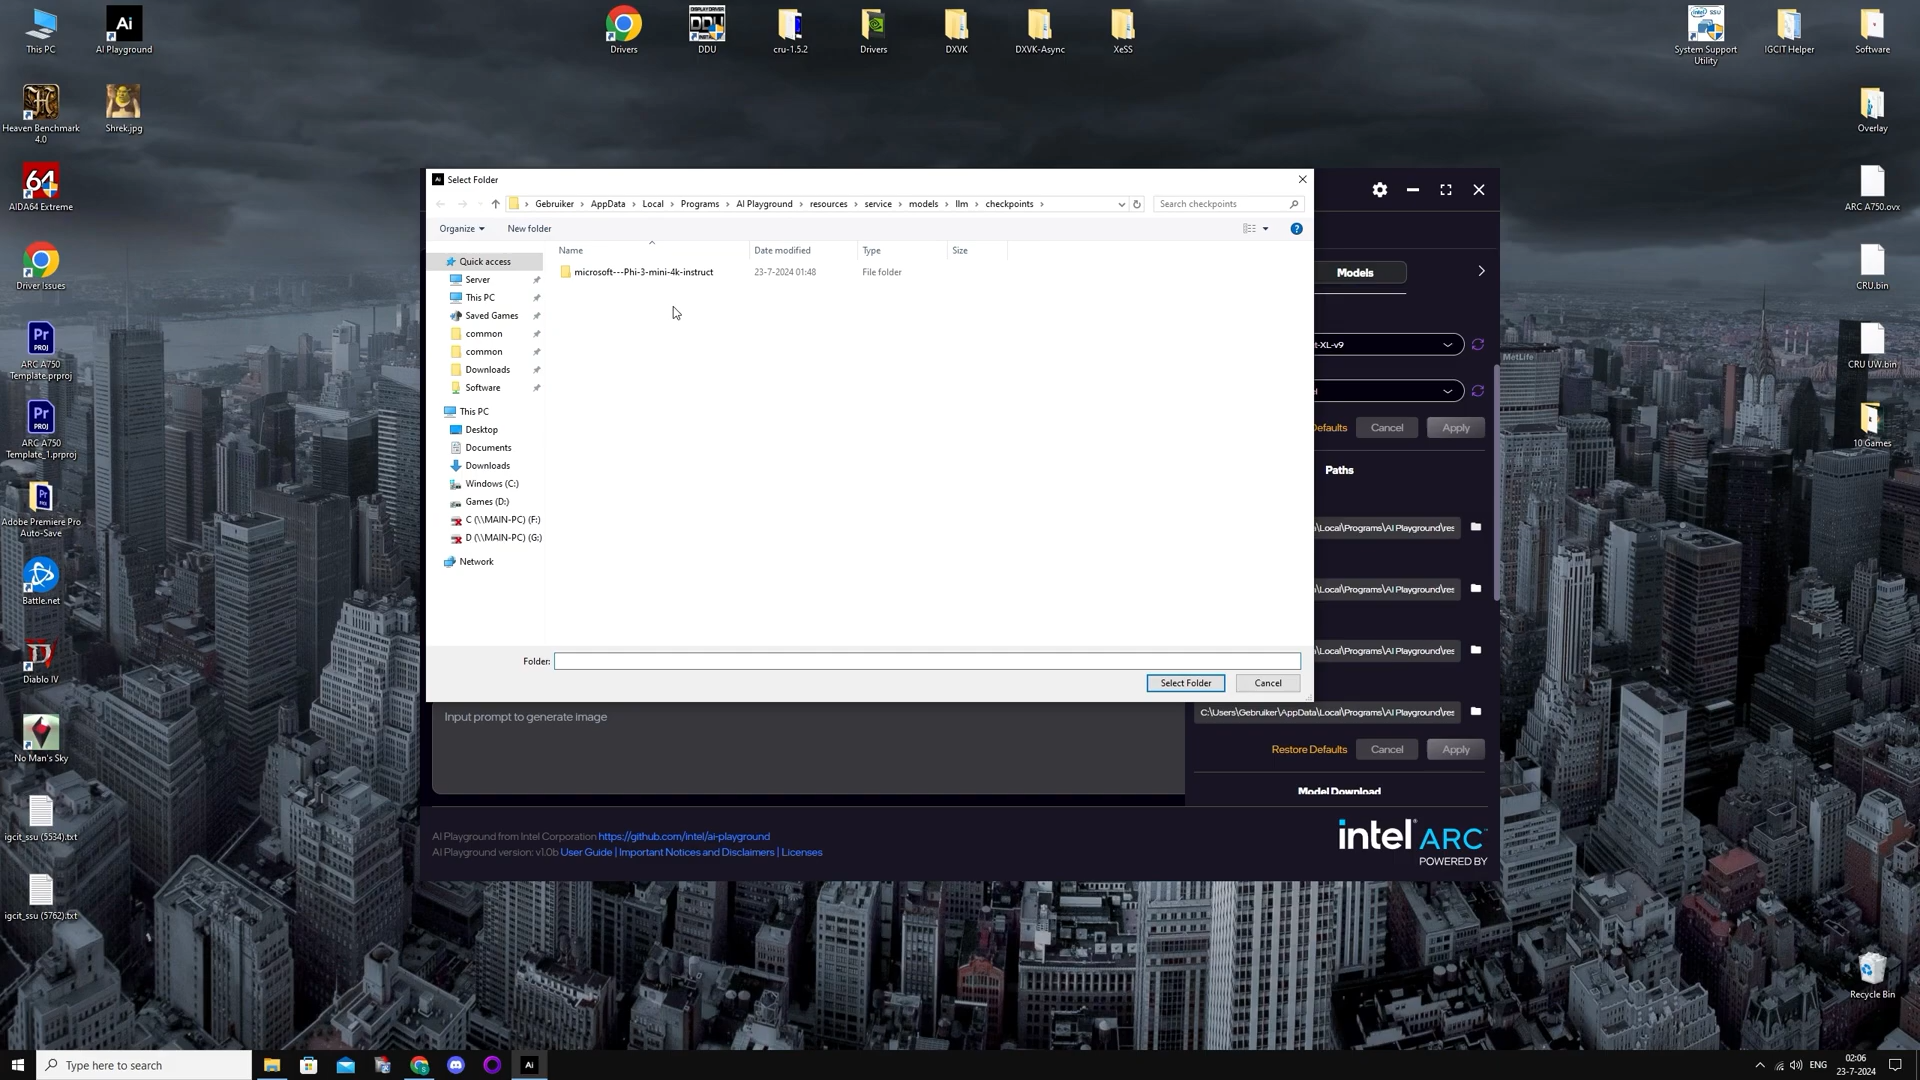 This PC
AI Playground
Drivers
DDU
cru-1.5.2
Drivers
DXVK
DXVK-Async
XeSS
System Support
Utility
IGCIT Helper
Software
Heaven Benchmark
4.0
Shrek.jpg
Overlay
AIDA64 Extreme
ARC A750.ovx
Driver Issues
CRU.bin
ARC A750
Template.prproj
CRU UW.bin
ARC A750
Template_1.prproj
10 Games
Adobe Premiere Pro
Auto-Save
Battle.net
Diablo IV
No Man's Sky
igcit_ssu (5534).txt
igcit_ssu (5762).txt
Recycle Bin
Select Folder
Gebruiker > AppData > Local > Programs > AI Playground > resources > service > models > llm > checkpoints >
Search checkpoints
Organize
New folder
Name
Date modified
Type
Size
microsoft---Phi-3-mini-4k-instruct
23-7-2024 01:48
File folder
Quick access
Server
This PC
Saved Games
common
common
Downloads
Software
This PC
Desktop
Documents
Downloads
Windows (C:)
Games (D:)
C (\\MAIN-PC) (F:)
D (\\MAIN-PC) (G:)
Network
Folder:
Select Folder
Cancel
Models
t-XL-v9
Defaults
Cancel
Apply
Paths
\Local\Programs\AI Playground\res
\Local\Programs\AI Playground\res
\Local\Programs\AI Playground\res
C:\Users\Gebruiker\AppData\Local\Programs\AI Playground\res
Restore Defaults
Cancel
Apply
Model Download
Input prompt to generate image
AI Playground from Intel Corporation https://github.com/intel/ai-playground
AI Playground version: v1.0b User Guide | Important Notices and Disclaimers | Licenses
intel ARC
POWERED BY
MetLife
Type here to search
ENG
02:06
23-7-2024